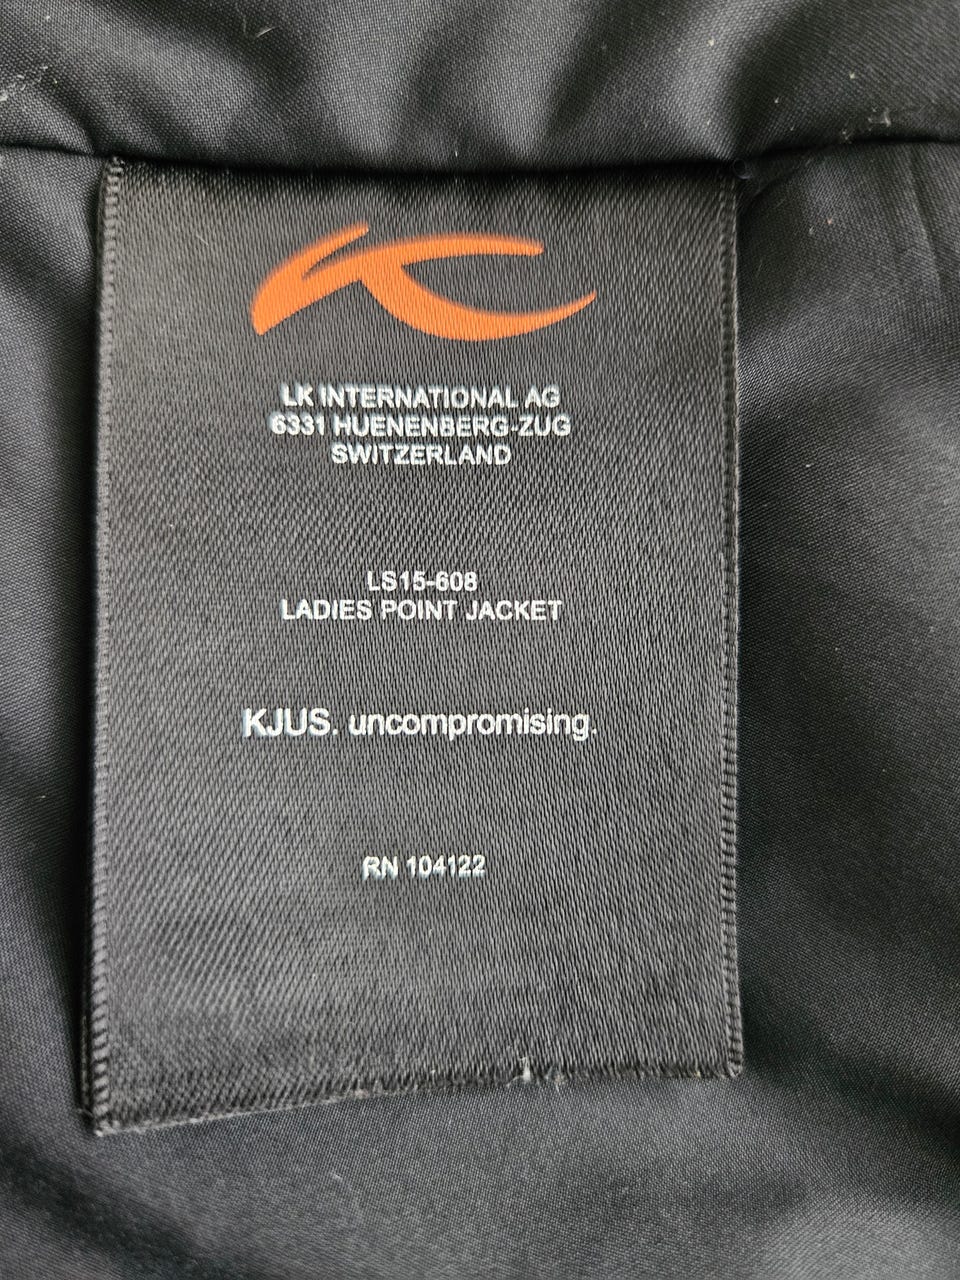 LK INTERNATIONAL AG
6331 HUENENBERG-ZUG
SWITZERLAND
LS15-608
LADIES POINT JACKET
KJUS. uncompromising.
RN 104122